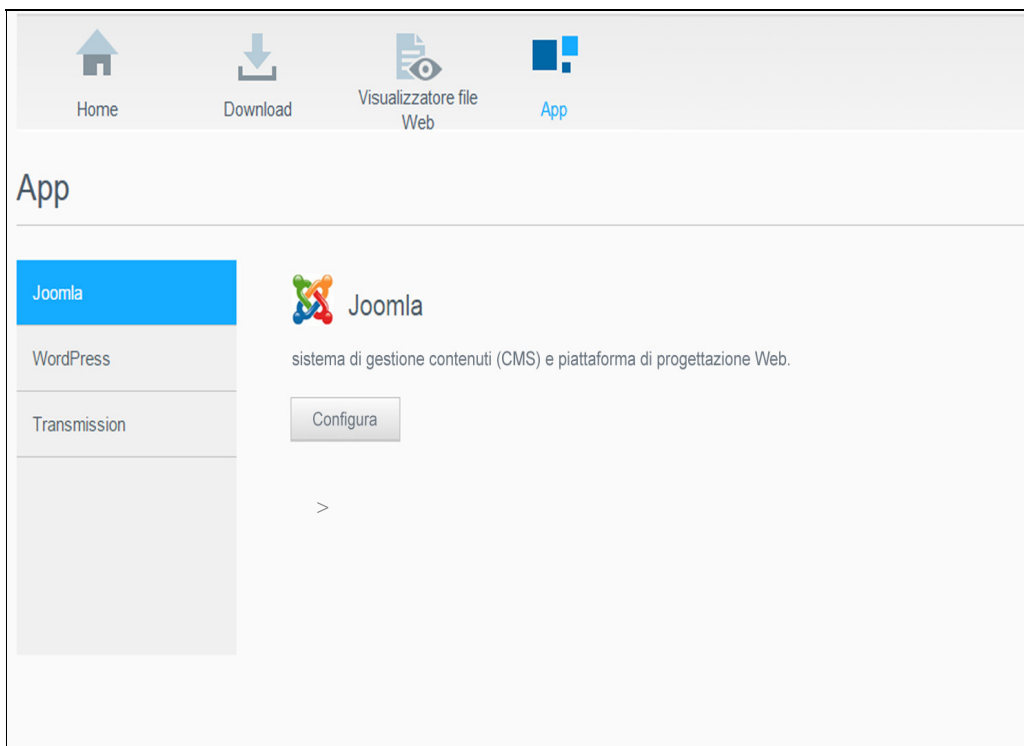 Home
Download
Visualizzatore file
Web
App
App
Joomla
WordPress
Transmission
Joomla
sistema di gestione contenuti (CMS) e piattaforma di progettazione Web.
Configura
>